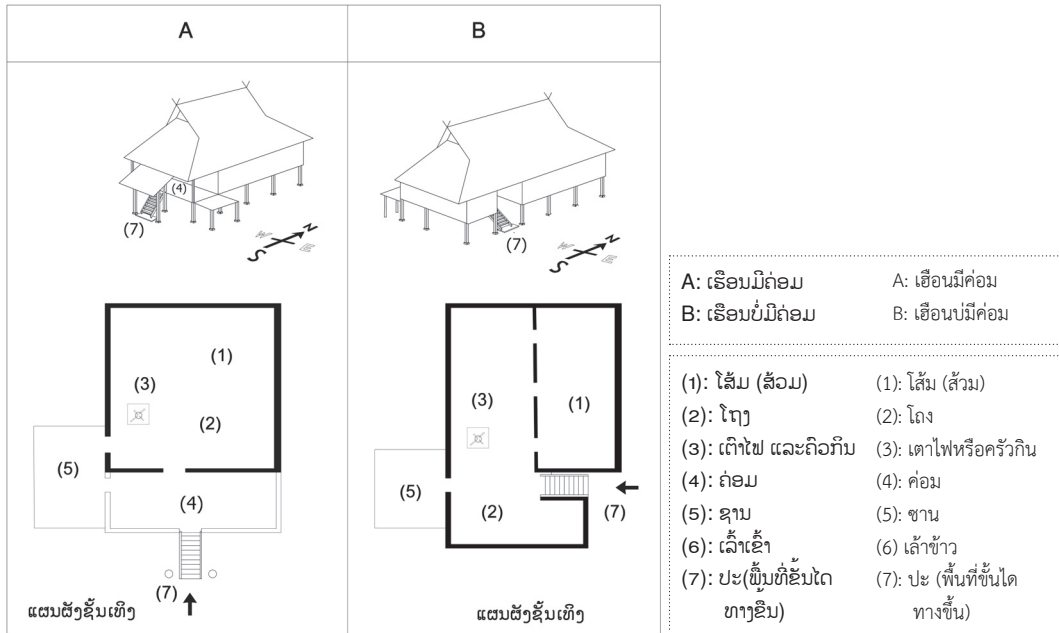 A
B
(4)
(7)
N
W
E
S
(7)
N
W
E
S
(1)
(3)
(2)
(5)
(4)
(7)
ແຜນຜັງຊັ້ນເທິງ
(3)
(1)
(5)
(2)
(7)
ແຜນຜັງຊັ້ນເທິງ
A: ເຮືອນມີຄ່ອມ
B: ເຮືອນບໍ່ມີຄ່ອມ
A: เฮือนมีค่อม
B: เฮือนบ่มีค่อม
(1): ໂສ້ມ (ສ້ວມ)
(2): ໂຖງ
(3): ເຕົາໄຟ ແລະຄົວກິນ
(4): ຄ່ອມ
(5): ຊານ
(6): ເລົ້າເຂົ້າ
(7): ປະ(ພື້ນທີ່ຂັ້ນໄດ
ທາງຂຶ້ນ)
(1): โส้ม (ส้วม)
(2): โถง
(3): เตาไฟหรือครัวกิน
(4): ค่อม
(5): ซาน
(6) เล้าข้าว
(7): ปะ (พื้นที่ขั้นได
ทางขึ้น)